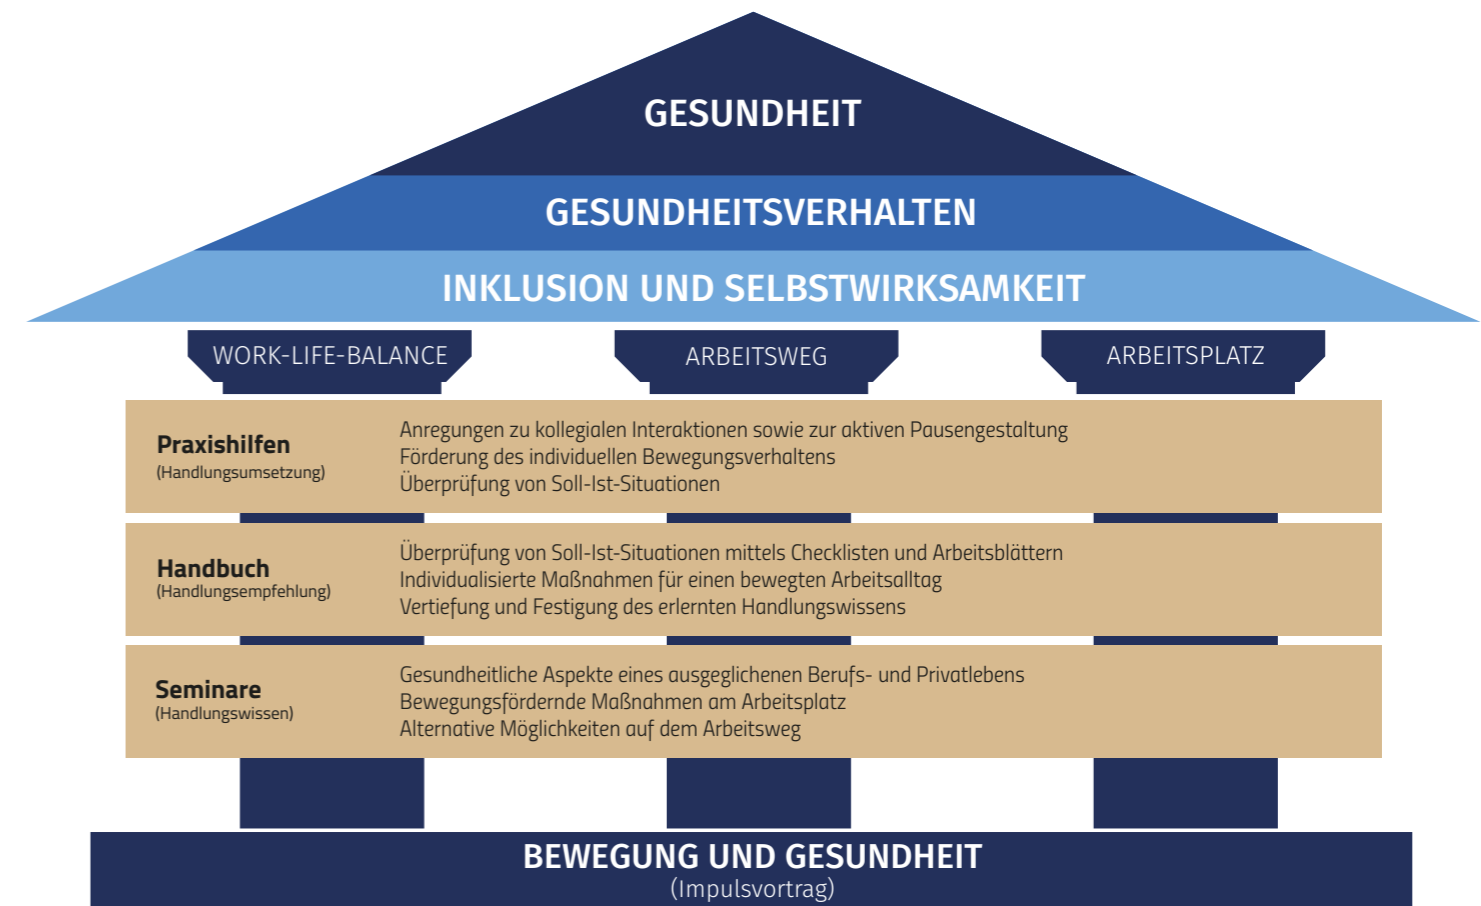 GESUNDHEIT
GESUNDHEITSVERHALTEN
INKLUSION UND SELBSTWIRKSAMKEIT
WORK-LIFE-BALANCE
ARBEITSWEG
ARBEITSPLATZ
Praxishilfen
(Handlungsumsetzung)
Anregungen zu kollegialen Interaktionen sowie zur aktiven Pausengestaltung
Förderung des individuellen Bewegungsverhaltens
Überprüfung von Soll-Ist-Situationen
Handbuch
(Handlungsempfehlung)
Überprüfung von Soll-Ist-Situationen mittels Checklisten und Arbeitsblättern
Individualisierte Maßnahmen für einen bewegten Arbeitsalltag
Vertiefung und Festigung des erlernten Handlungswissens
Seminare
(Handlungswissen)
Gesundheitliche Aspekte eines ausgeglichenen Berufs- und Privatlebens
Bewegungsfördernde Maßnahmen am Arbeitsplatz
Alternative Möglichkeiten auf dem Arbeitsweg
BEWEGUNG UND GESUNDHEIT
(Impulsvortrag)